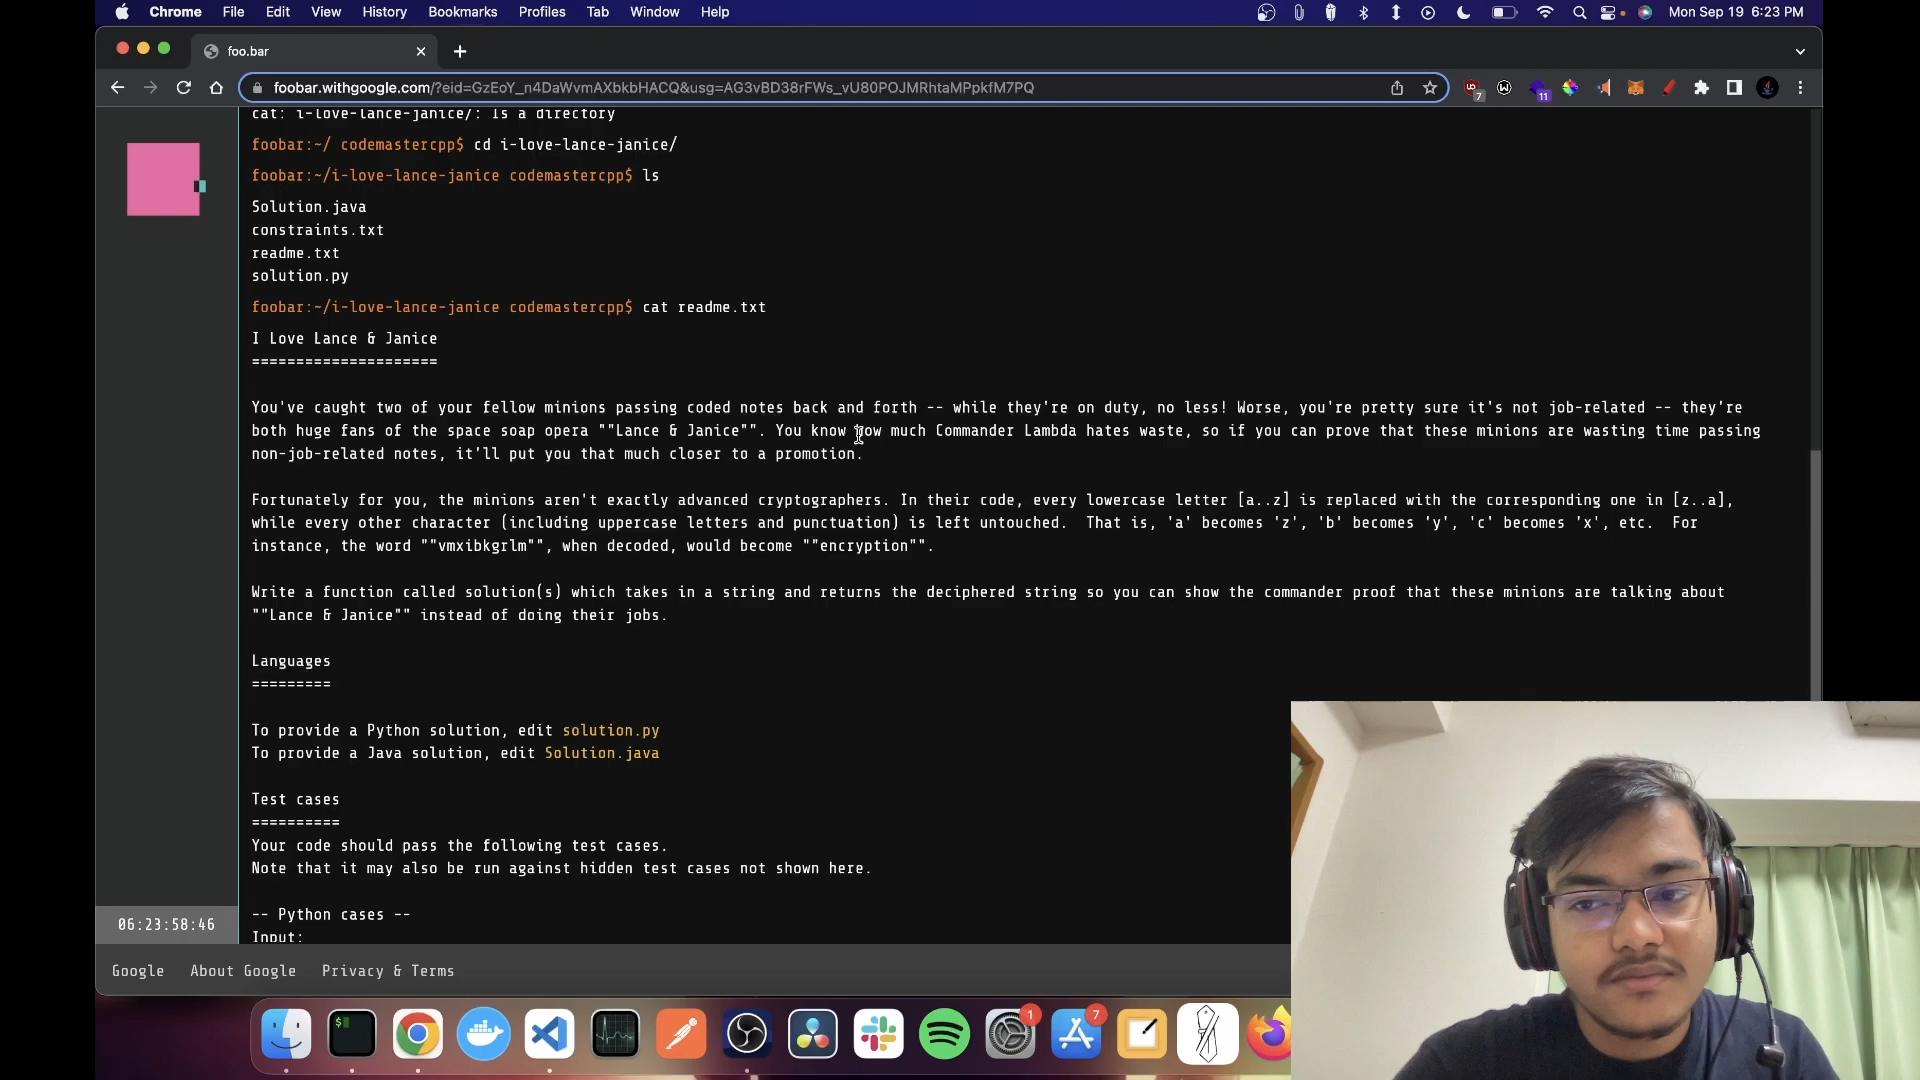 Chrome File Edit View History Bookmarks Profiles Tab Window Help Mon Sep 19 6:23 PM
foo.bar
foobar.withgoogle.com/?eid=GzEoY_n4DaWvmAXbkbHACQ&usg=AG3vBD38rFWs_vU80POJMRhtaMPpkfM7PQ
7
11
cat: i-love-lance-janice/: Is a directory
foobar:~/ codemastercpp$ cd i-love-lance-janice/
foobar:~/i-love-lance-janice codemastercpp$ ls
Solution.java
constraints.txt
readme.txt
solution.py
foobar:~/i-love-lance-janice codemastercpp$ cat readme.txt
I Love Lance & Janice
=====================
You've caught two of your fellow minions passing coded notes back and forth -- while they're on duty, no less! Worse, you're pretty sure it's not job-related -- they're
both huge fans of the space soap opera ""Lance & Janice"". You know how much Commander Lambda hates waste, so if you can prove that these minions are wasting time passing
non-job-related notes, it'll put you that much closer to a promotion.
Fortunately for you, the minions aren't exactly advanced cryptographers. In their code, every lowercase letter [a..z] is replaced with the corresponding one in [z..a],
while every other character (including uppercase letters and punctuation) is left untouched.  That is, 'a' becomes 'z', 'b' becomes 'y', 'c' becomes 'x', etc.  For
instance, the word ""vmxibkgrlm"", when decoded, would become ""encryption"".
Write a function called solution(s) which takes in a string and returns the deciphered string so you can show the commander proof that these minions are talking about
""Lance & Janice"" instead of doing their jobs.
Languages
=========
To provide a Python solution, edit solution.py
To provide a Java solution, edit Solution.java
Test cases
==========
Your code should pass the following test cases.
Note that it may also be run against hidden test cases not shown here.
-- Python cases --
Input:
06:23:58:46
Google About Google Privacy & Terms
$
1
7